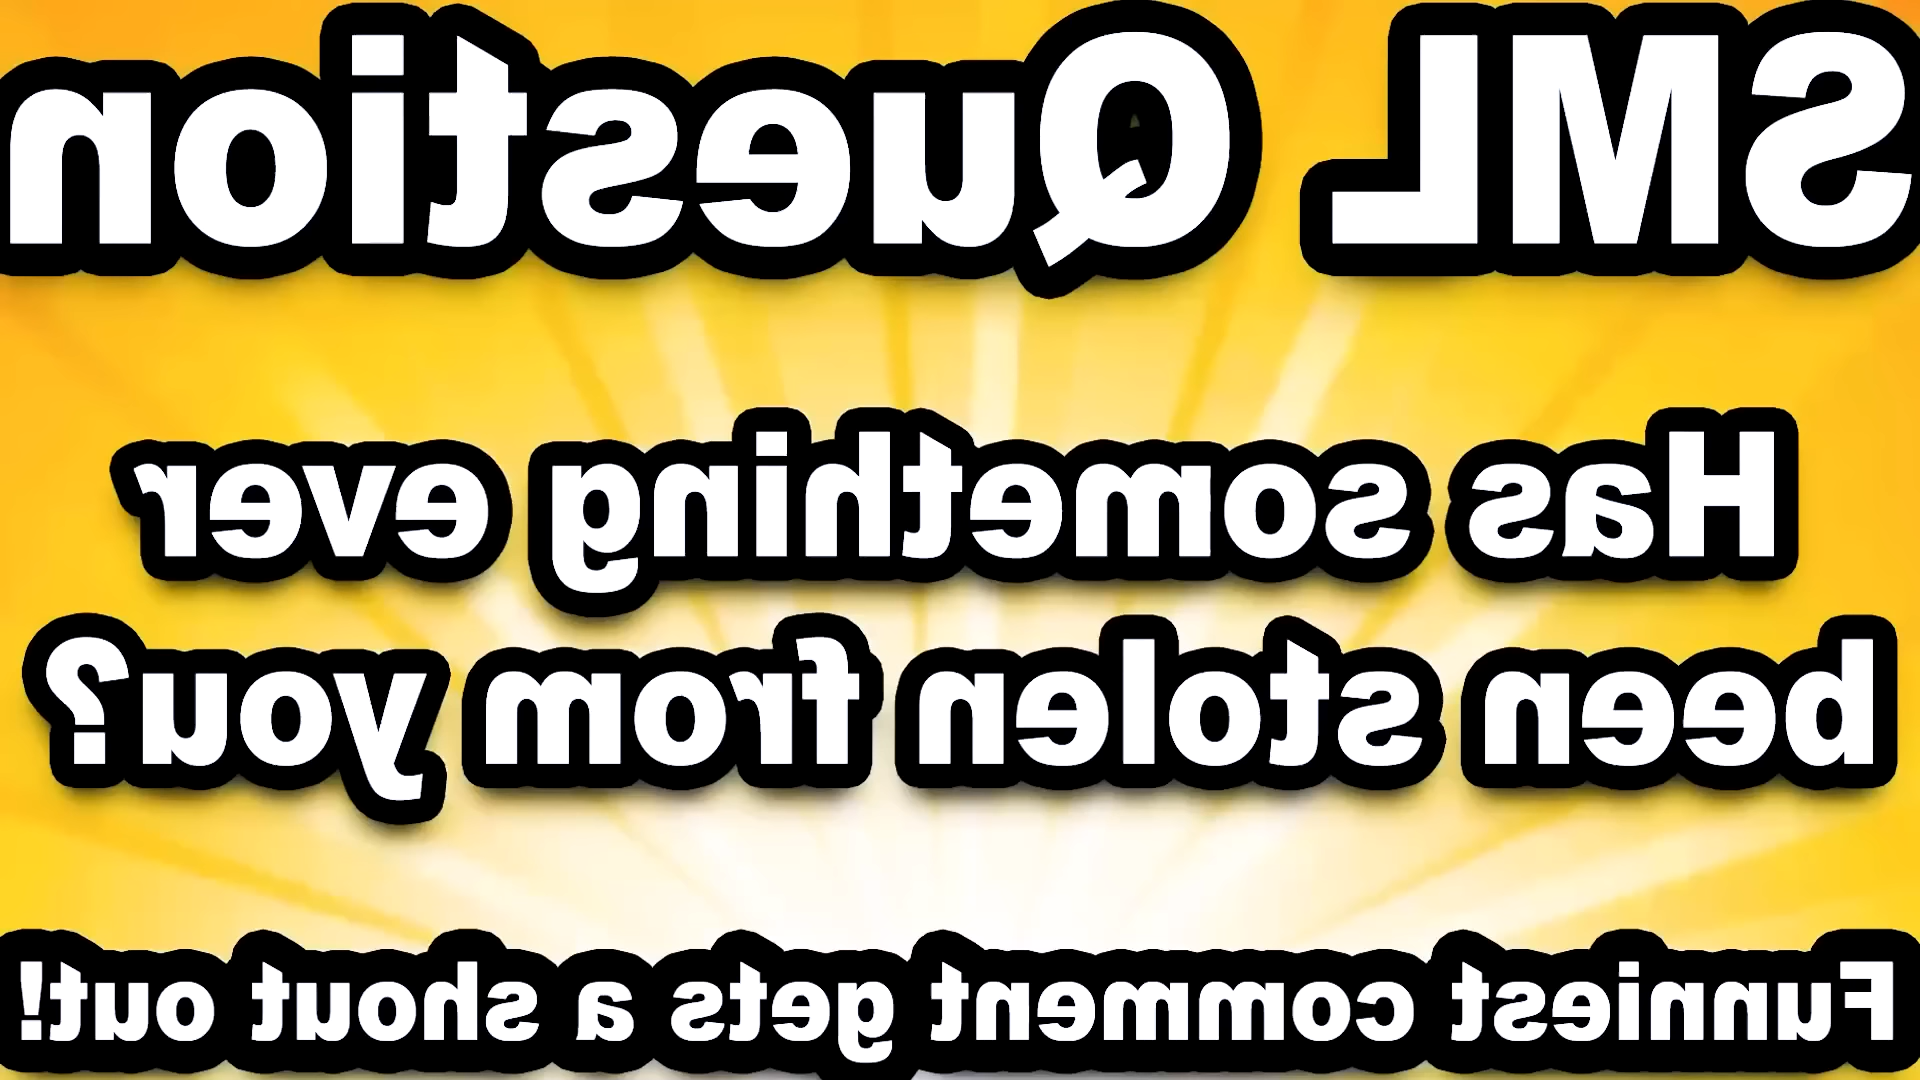 SML Question
Has something ever
been stolen from you?
Funniest comment gets a shout out!